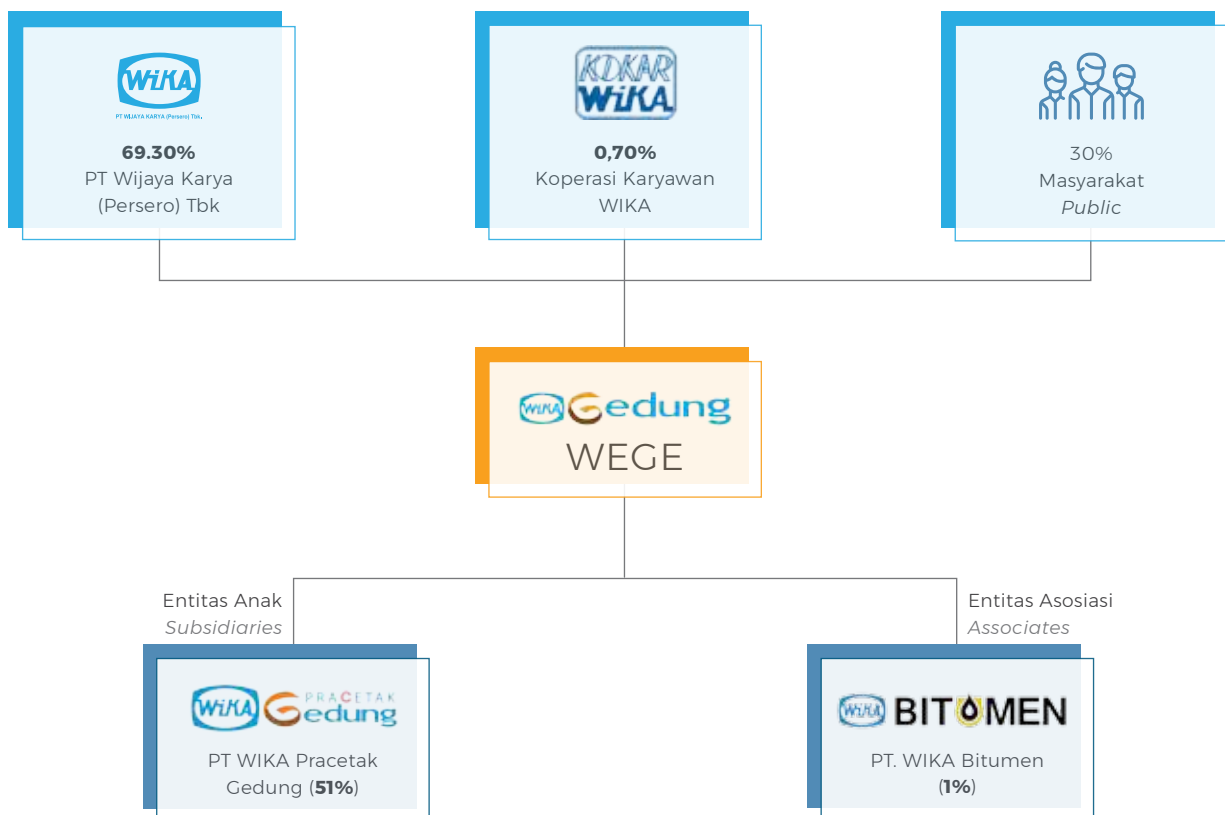 WiKA
PT WIJAYA KARYA (Persero) Tbk.
69.30%
PT Wijaya Karya
(Persero) Tbk
KOKAR
WiKA
0,70%
Koperasi Karyawan
WIKA
30%
Masyarakat
Public
WiKA Gedung
WEGE
Entitas Anak
Subsidiaries
Entitas Asosiasi
Associates
WiKA PRACETAK
Gedung
PT WIKA Pracetak
Gedung (51%)
WiKA BITUMEN
PT. WIKA Bitumen
(1%)